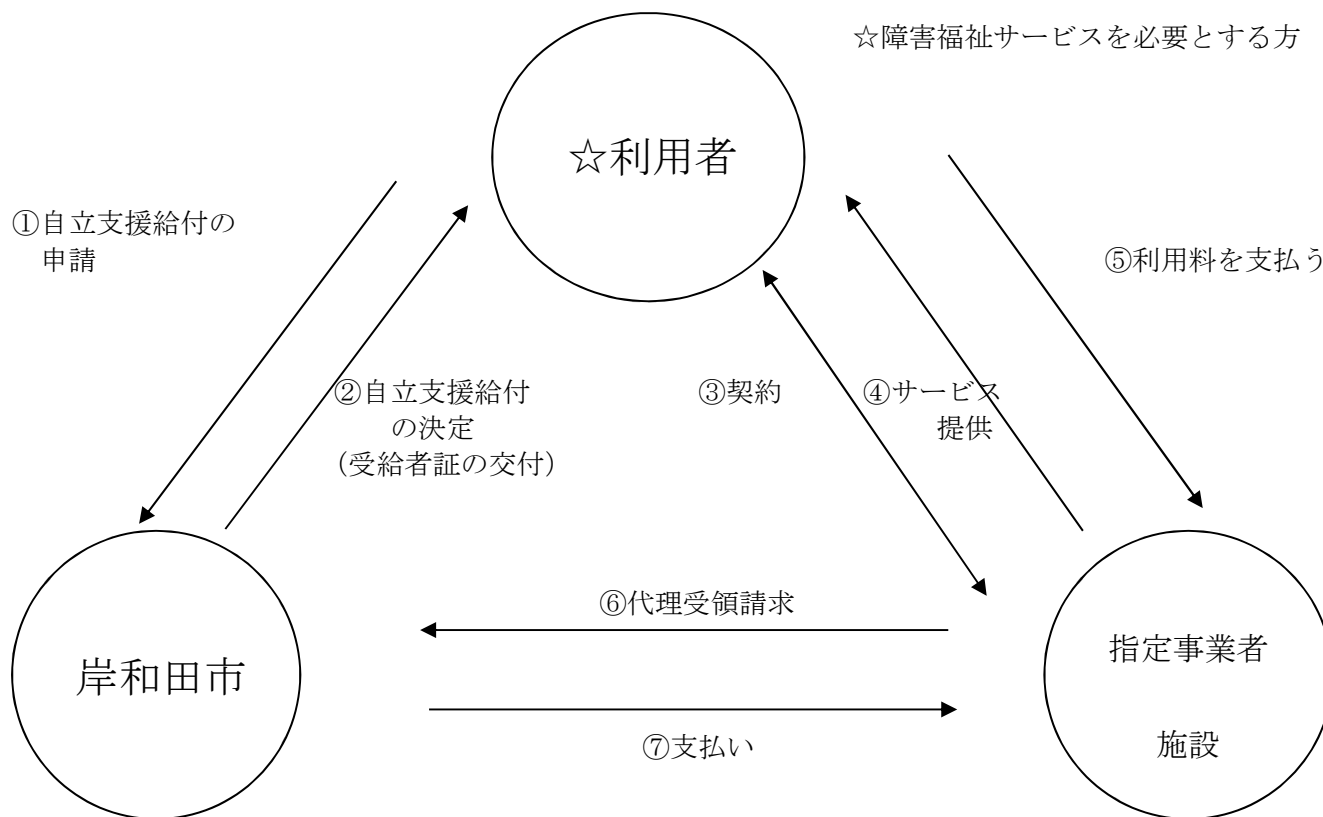 ☆障害福祉サービスを必要とする方
☆利用者
①自立支援給付の
申請
⑤利用料を支払う
②自立支援給付
の決定
（受給者証の交付）
③契約
④サービス
提供
⑥代理受領請求
岸和田市
指定事業者
施設
⑦支払い